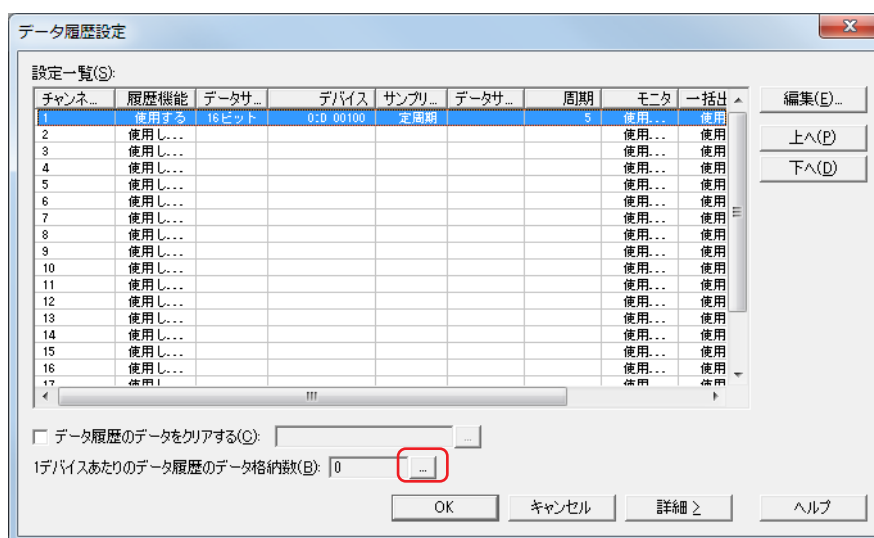 データ履歴設定
設定一覧(S):
チャンネ... 履歴機能 データサ... デバイス サンプリ... データサ... 周期 モニタ 一括出
1 使用する 16ビット 0:D 00100 定周期 5 使用... 使用
2 使用し... 使用... 使用
3 使用し... 使用... 使用
4 使用し... 使用... 使用
5 使用し... 使用... 使用
6 使用し... 使用... 使用
7 使用し... 使用... 使用
8 使用し... 使用... 使用
9 使用し... 使用... 使用
10 使用し... 使用... 使用
11 使用し... 使用... 使用
12 使用し... 使用... 使用
13 使用し... 使用... 使用
14 使用し... 使用... 使用
15 使用し... 使用... 使用
16 使用し... 使用... 使用
編集(E)...
上へ(P)
下へ(D)
データ履歴のデータをクリアする(C): ...
1デバイスあたりのデータ履歴のデータ格納数(B): 0 ...
OK キャンセル 詳細 ≥ ヘルプ